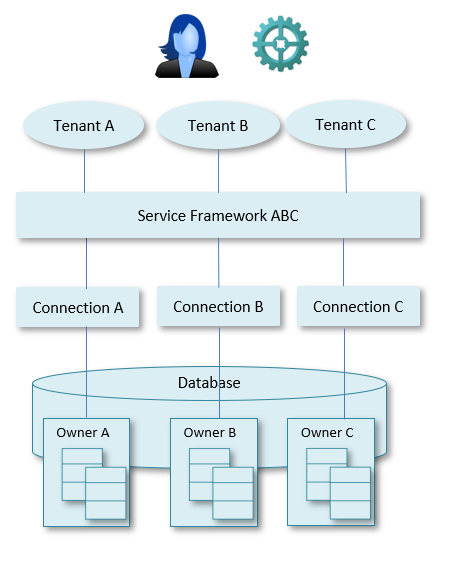 Tenant A
Tenant B
Tenant C
Service Framework ABC
Connection A
Connection B
Connection C
Database
Owner A
Owner B
Owner C